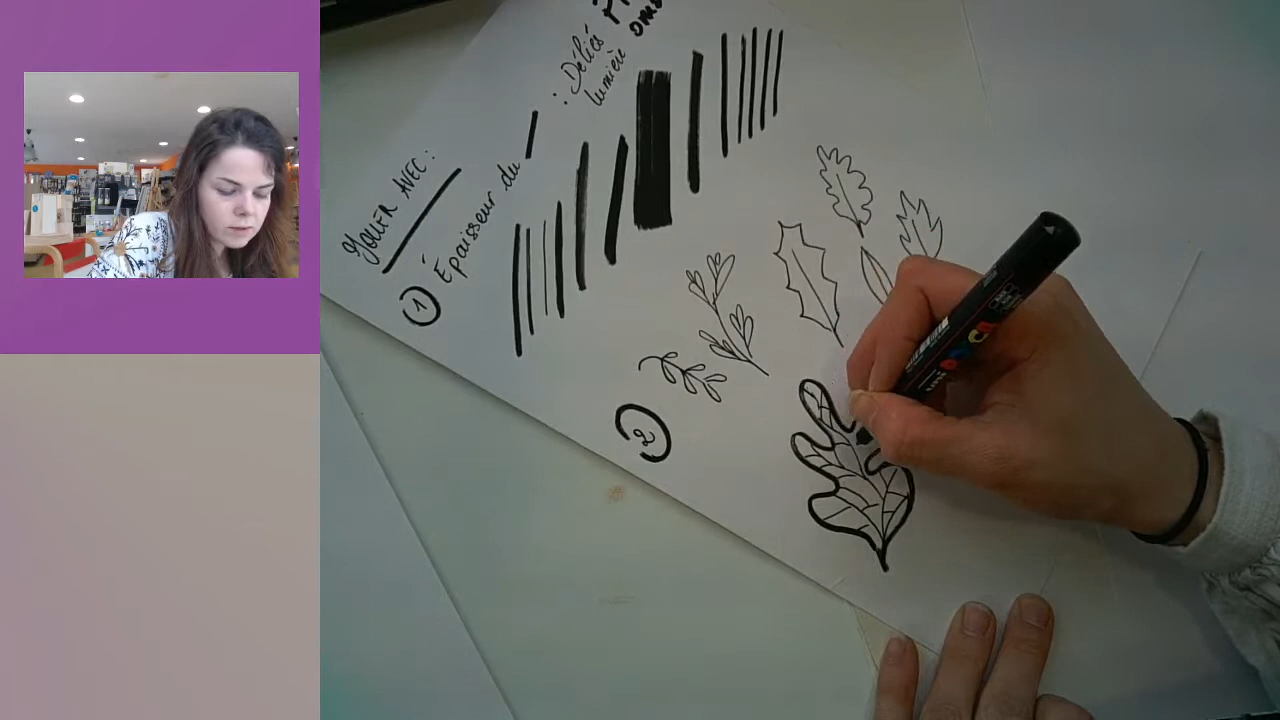 JOUER AVEC :
① Épaisseur du
: Déliés
lumière
②